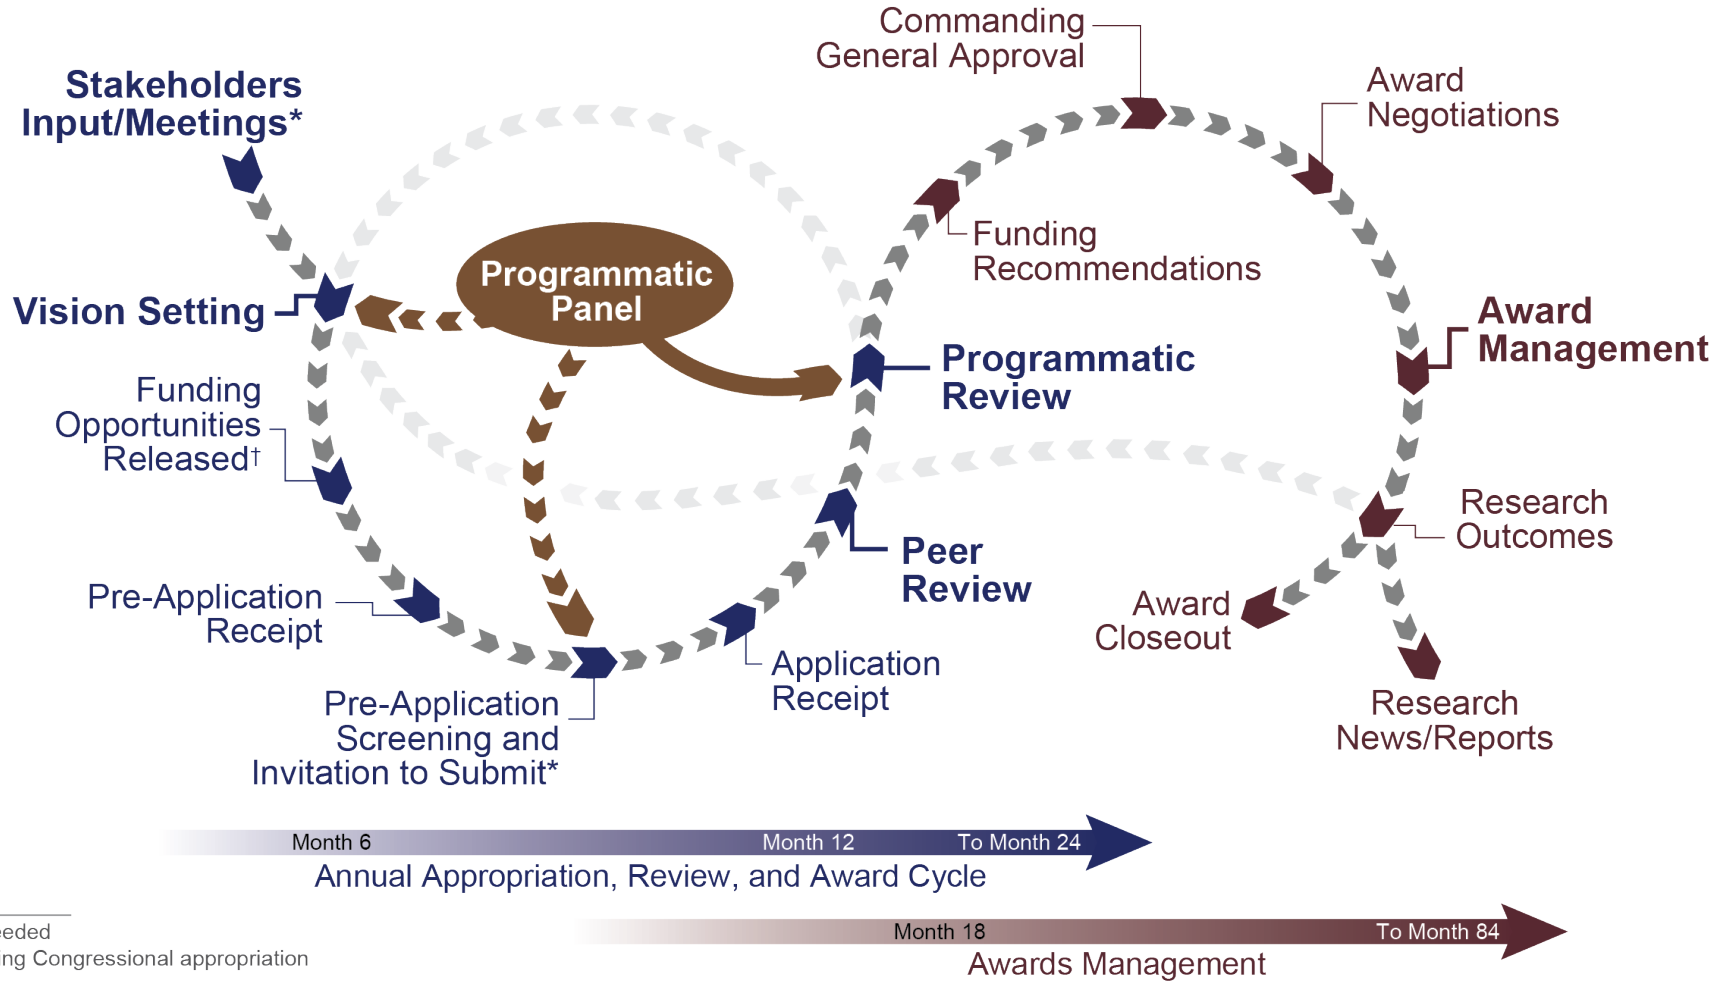 Commanding
General Approval
Stakeholders
Input/Meetings*
Award
Negotiations
Programmatic
Panel
Funding
Recommendations
Vision Setting
Award
Management
Programmatic
Review
Funding
Opportunities
Released†
Research
Outcomes
Peer
Review
Pre-Application
Receipt
Award
Closeout
Application
Receipt
Pre-Application
Screening and
Invitation to Submit*
Research
News/Reports
Month 6 Month 12 To Month 24
Annual Appropriation, Review, and Award Cycle
Month 18 To Month 84
Awards Management
Congressional appropriation